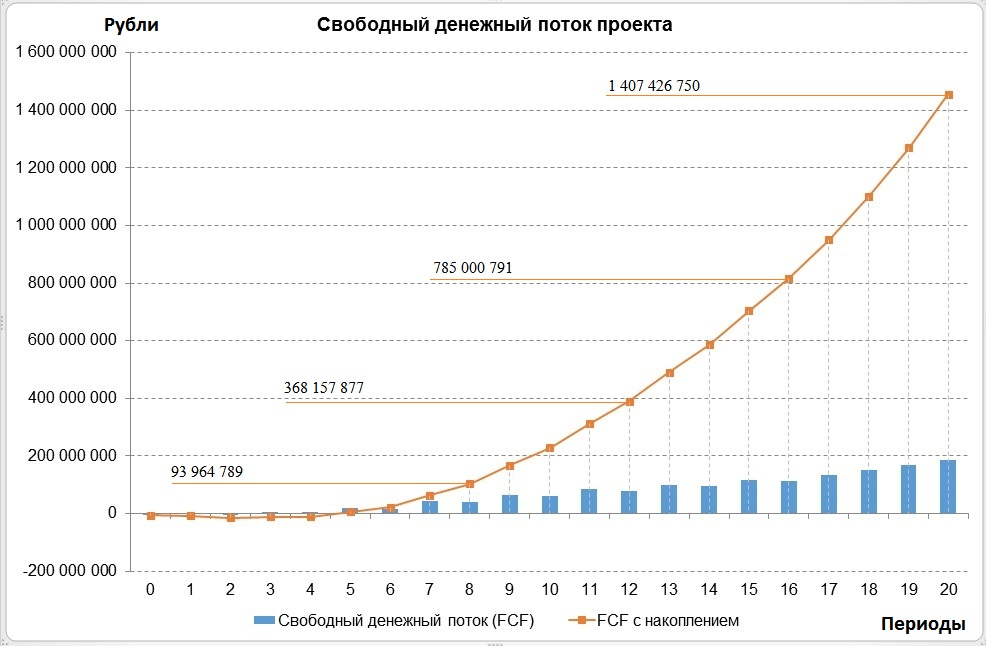 Рубли
Свободный денежный поток проекта
1 600 000 000
1 400 000 000
1 200 000 000
1 000 000 000
800 000 000
600 000 000
400 000 000
200 000 000
0
-200 000 000
1 407 426 750
785 000 791
368 157 877
93 964 789
0 1 2 3 4 5 6 7 8 9 10 11 12 13 14 15 16 17 18 19 20
Свободный денежный поток (FCF) FCF с накоплением
Периоды